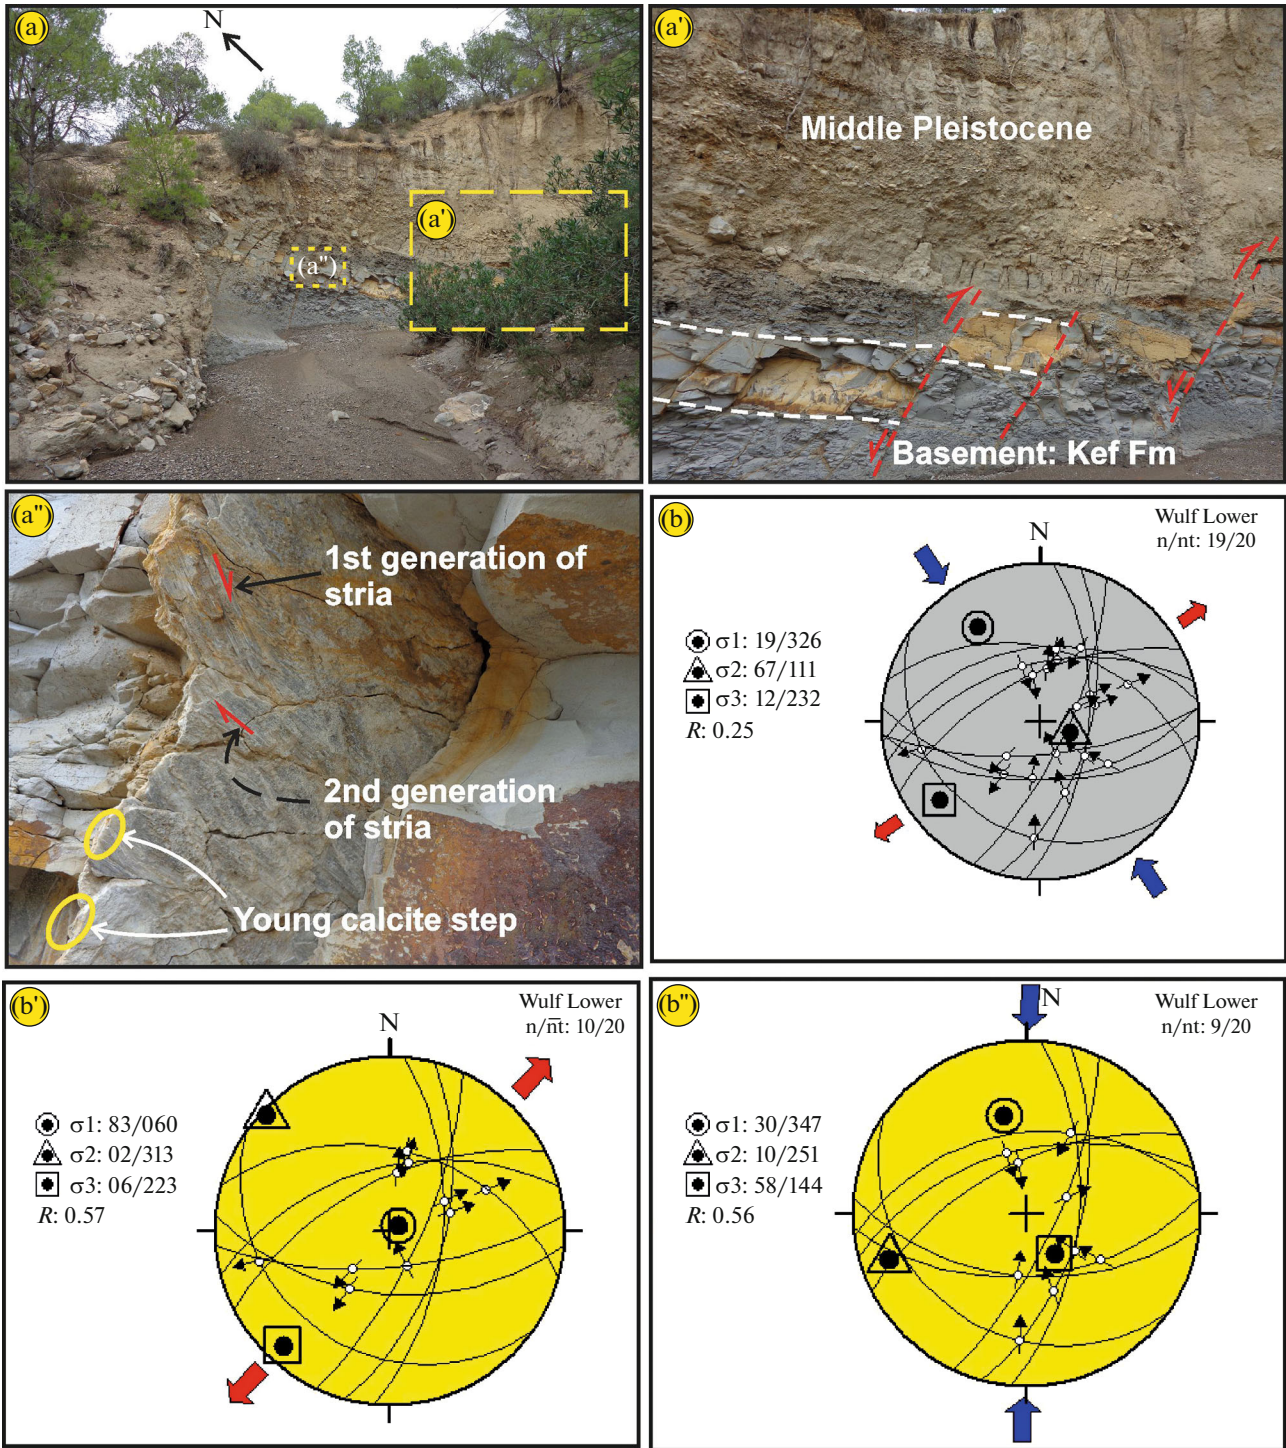 (a)
N
(a')
(a'')
(a')
Middle Pleistocene
Basement: Kef Fm
(a'')
1st generation of
stria
2nd generation
of stria
Young calcite step
(b)
N
Wulf Lower
n/nt: 19/20
σ1: 19/326
σ2: 67/111
σ3: 12/232
R: 0.25
(b')
N
Wulf Lower
n/n̅t̅: 10/20
σ1: 83/060
σ2: 02/313
σ3: 06/223
R: 0.57
(b'')
N
Wulf Lower
n/nt: 9/20
σ1: 30/347
σ2: 10/251
σ3: 58/144
R: 0.56